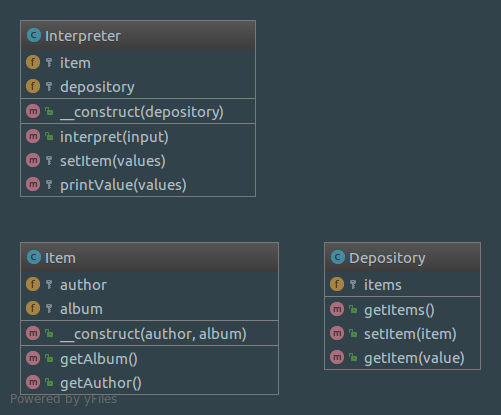 Interpreter
item
depository
__construct(depository)
interpret(input)
setItem(values)
printValue(values)
Item
author
album
__construct(author, album)
getAlbum()
getAuthor()
Depository
items
getItems()
setItem(item)
getItem(value)
Powered by yFiles